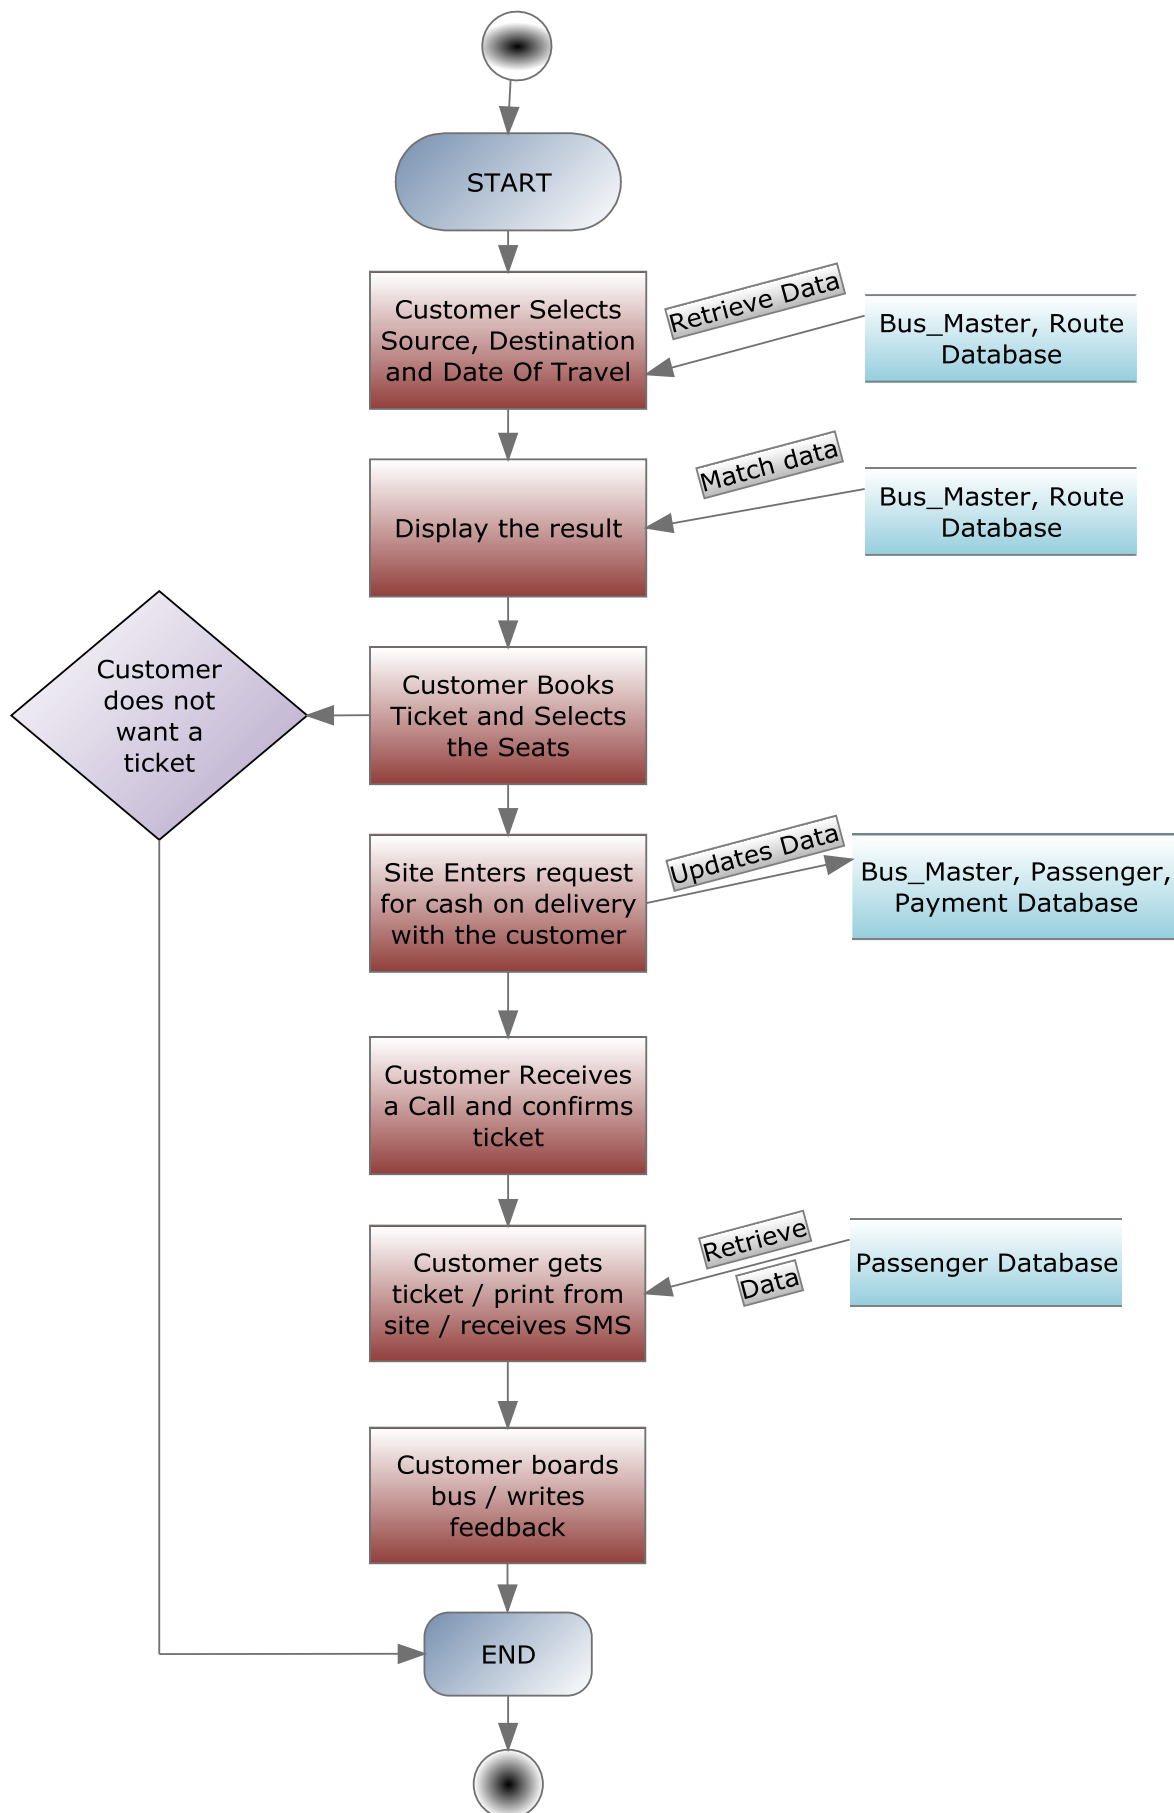 START
Customer Selects
Source, Destination
and Date Of Travel
Retrieve Data
Bus_Master, Route
Database
Display the result
Match data
Bus_Master, Route
Database
Customer
does not
want a
ticket
Customer Books
Ticket and Selects
the Seats
Site Enters request
for cash on delivery
with the customer
Updates Data
Bus_Master, Passenger,
Payment Database
Customer Receives
a Call and confirms
ticket
Customer gets
ticket / print from
site / receives SMS
Retrieve
Data
Passenger Database
Customer boards
bus / writes
feedback
END